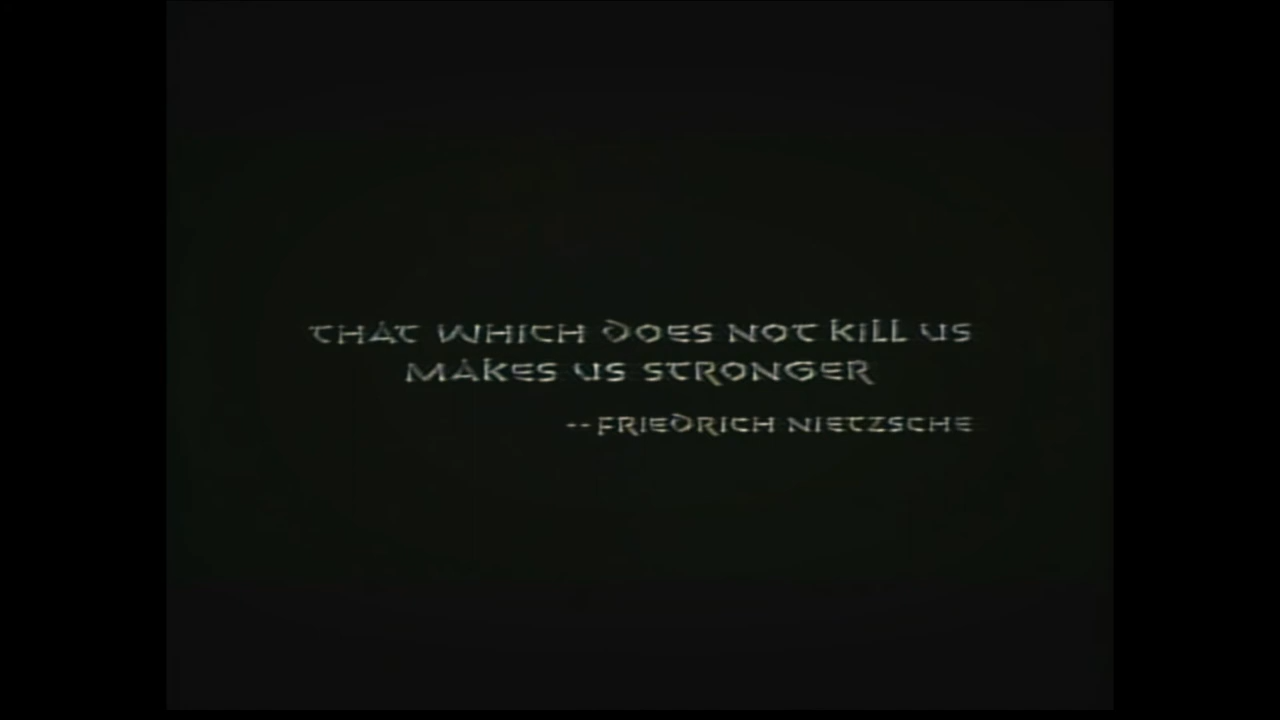 THAT WHICH DOES NOT KILL US
MAKES US STRONGER
--FRIEDRICH NIETZSCHE